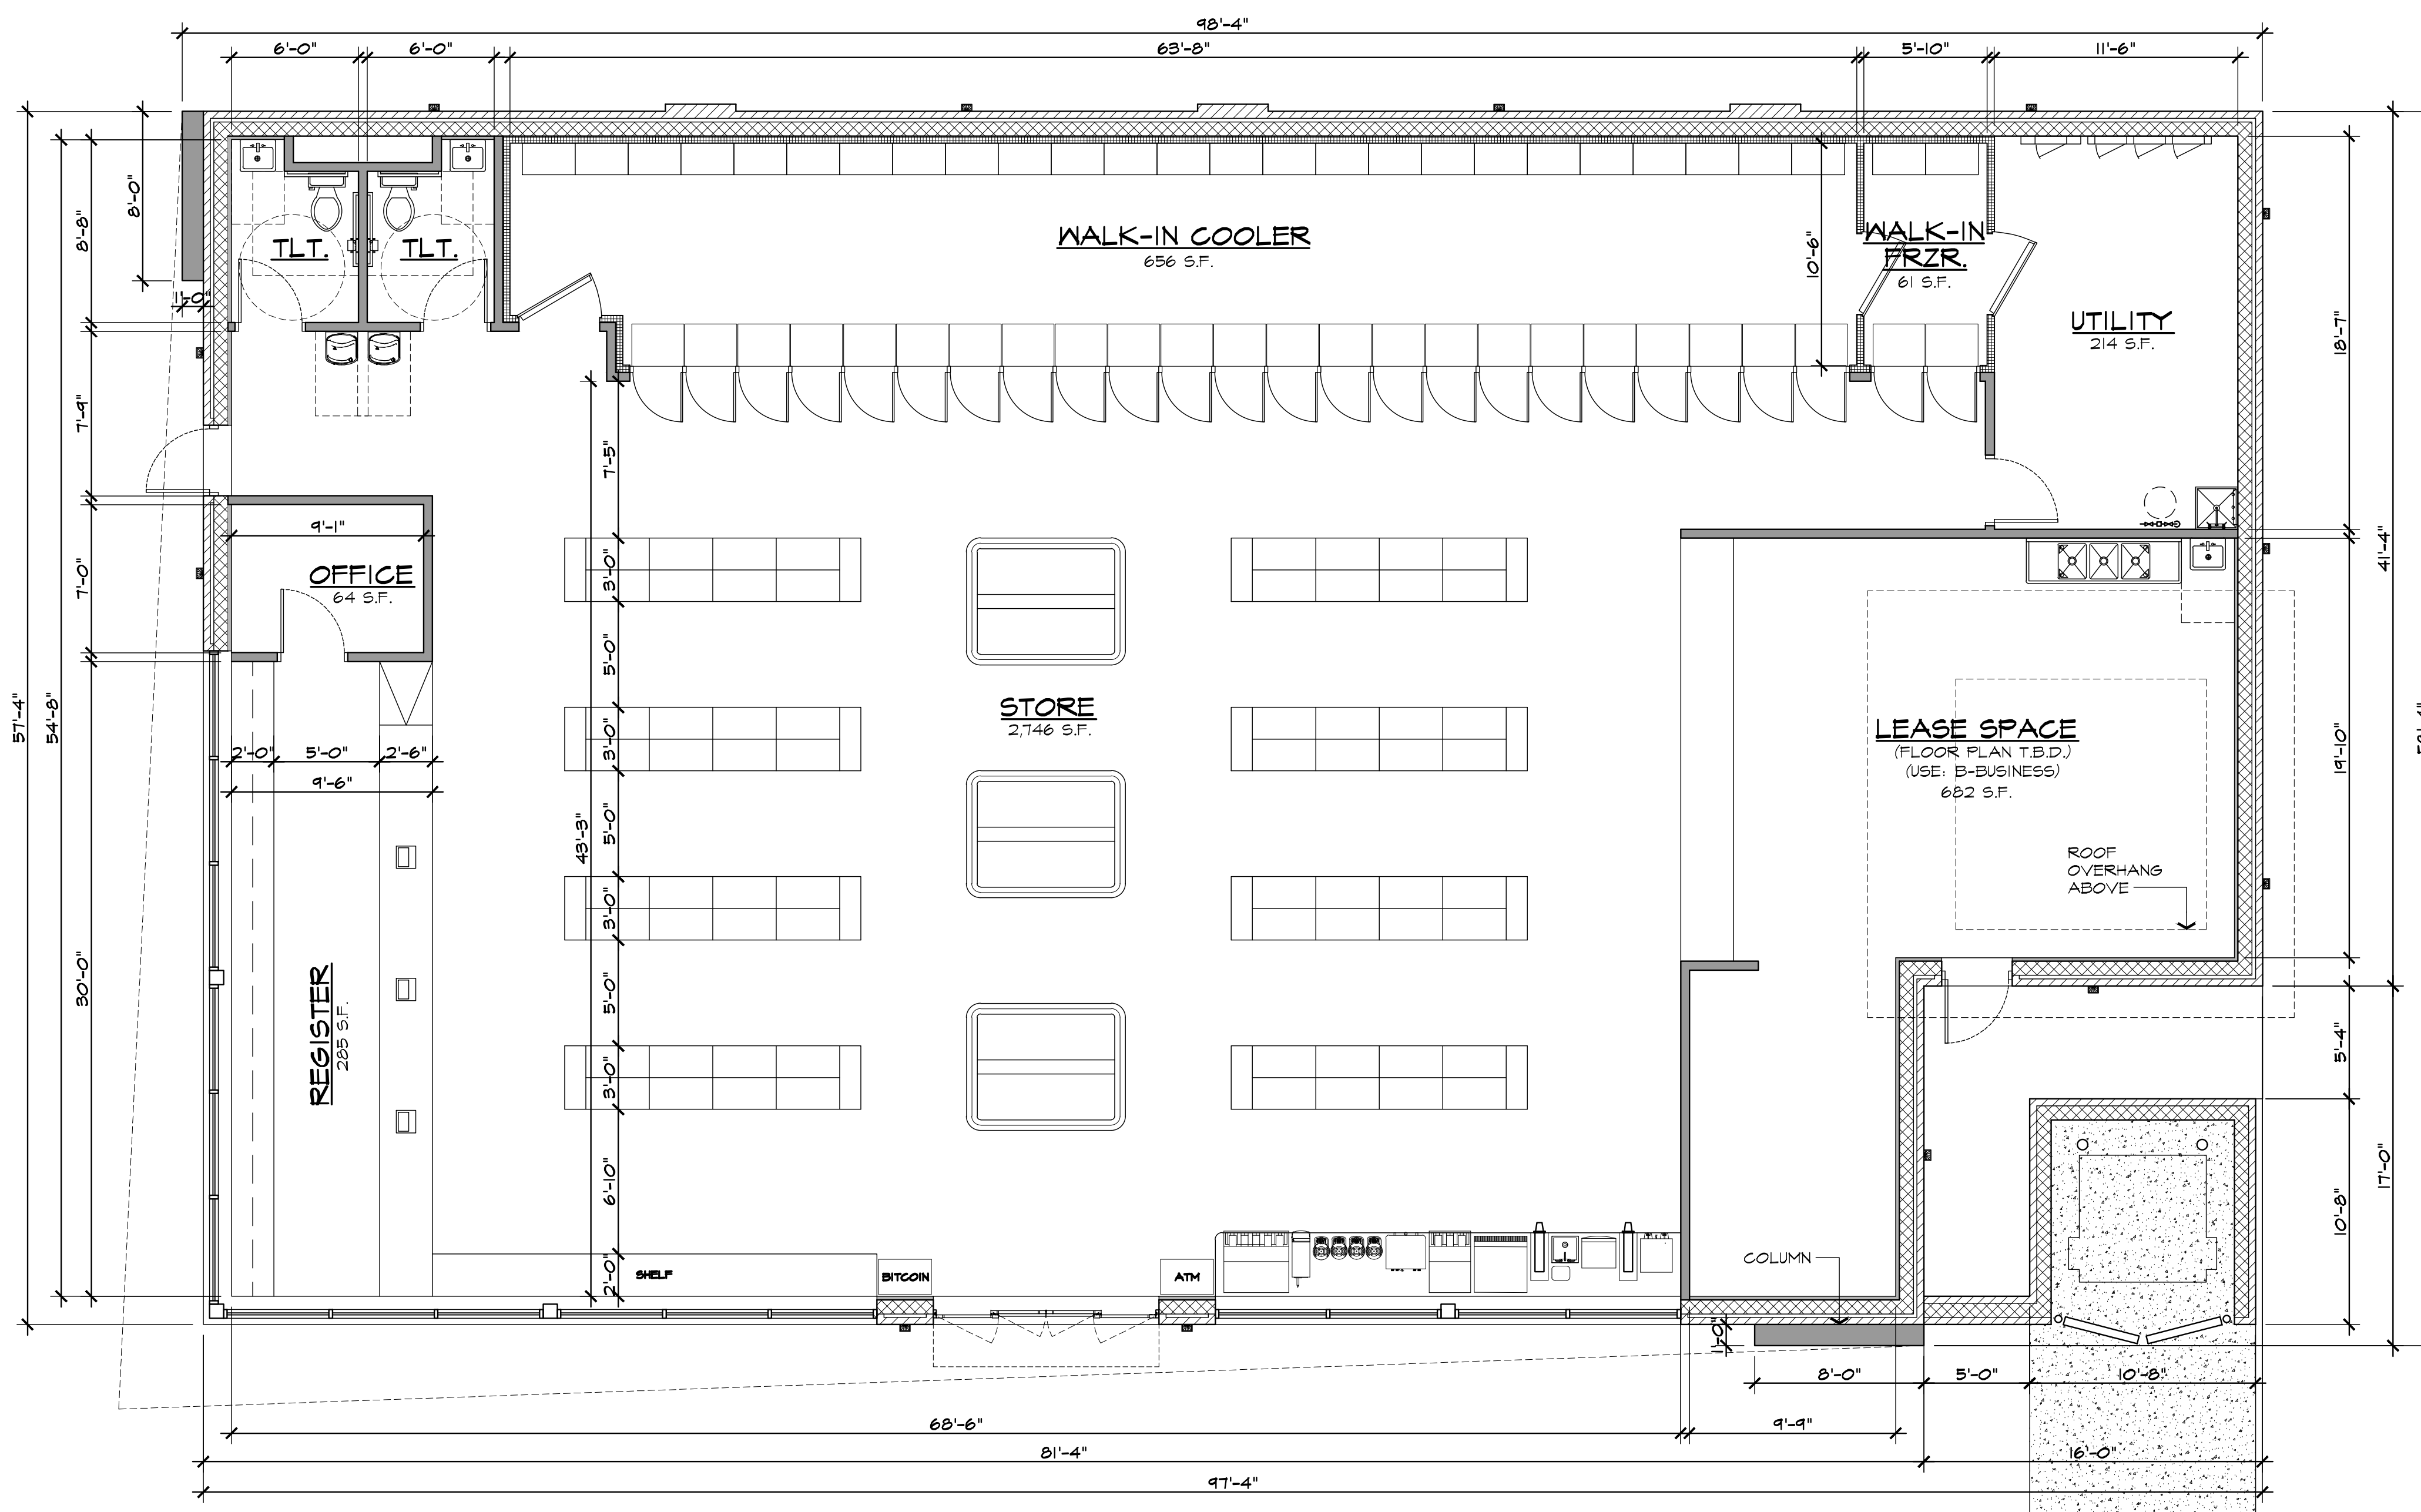 98'-4"
6'-0"
6'-0"
63'-8"
5'-10"
11'-6"
8'-0"
8'-8"
1'-0"
TLT.
TLT.
WALK-IN COOLER
656 S.F.
10'-6"
WALK-IN
FRZR.
61 S.F.
UTILITY
214 S.F.
18'-7"
7'-9"
7'-5"
9'-1"
OFFICE
64 S.F.
7'-0"
3'-0"
41'-4"
5'-0"
57'-4"
54'-8"
STORE
2,746 S.F.
3'-0"
LEASE SPACE
(FLOOR PLAN T.B.D.)
(USE: B-BUSINESS)
682 S.F.
19'-10"
2'-0"
5'-0"
2'-6"
9'-6"
43'-3"
5'-0"
ROOF
OVERHANG
ABOVE
3'-0"
30'-0"
REGISTER
285 S.F.
5'-0"
5'-4"
3'-0"
6'-10"
17'-0"
10'-8"
2'-0"
SHELF
BITCOIN
ATM
COLUMN
1'-0"
8'-0"
5'-0"
10'-8"
68'-6"
9'-9"
81'-4"
16'-0"
97'-4"